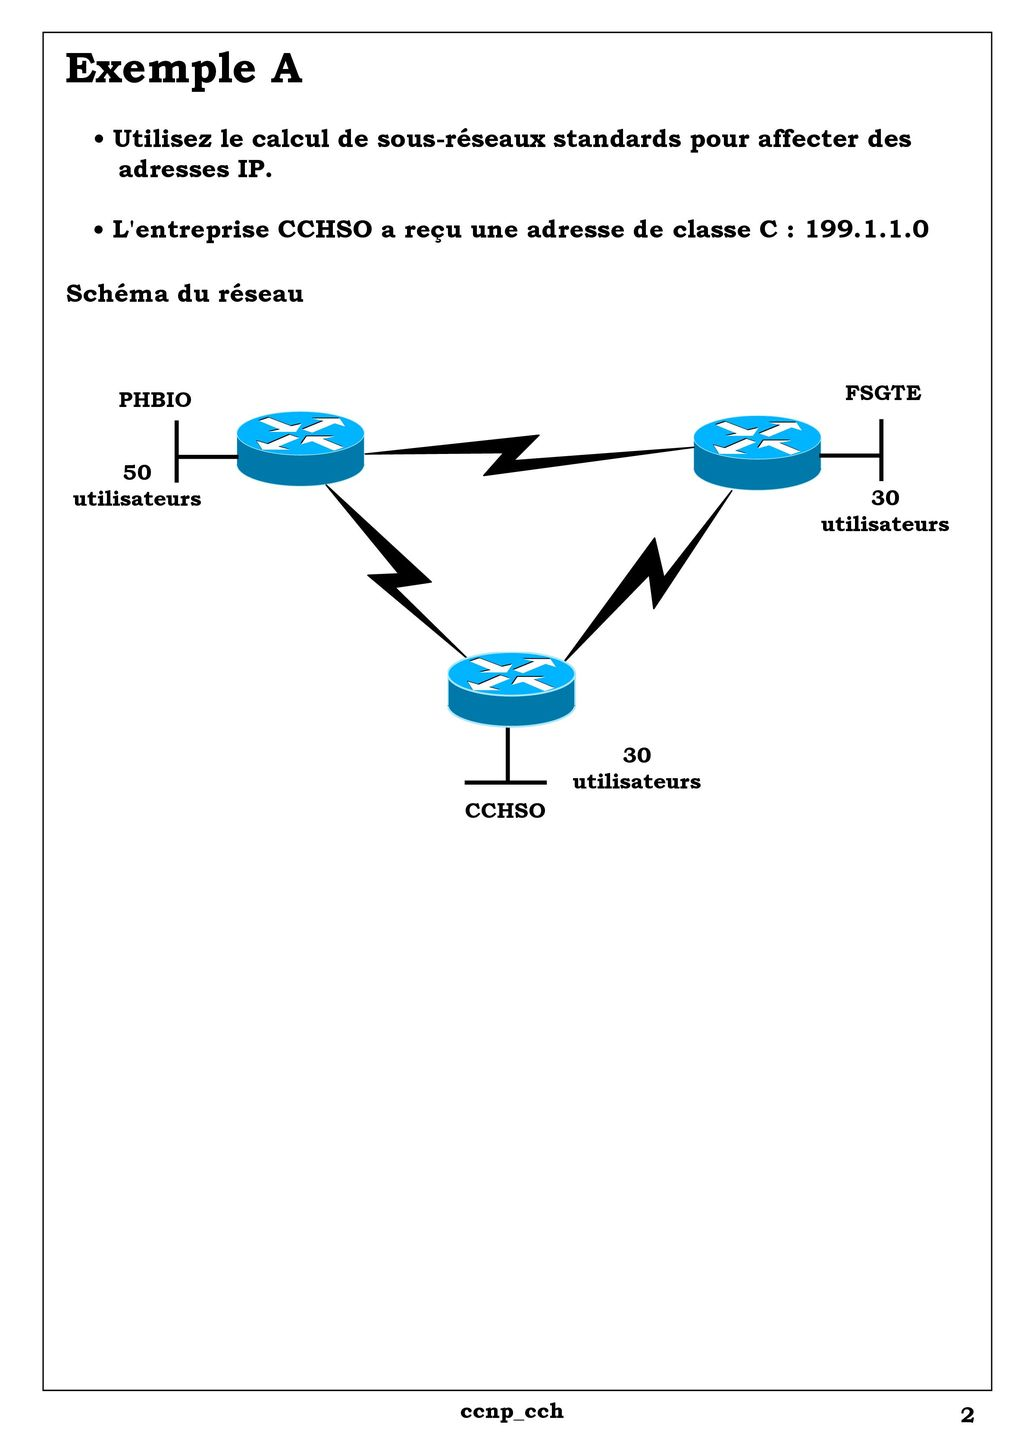 Exemple A
• Utilisez le calcul de sous-réseaux standards pour affecter des
adresses IP.
• L'entreprise CCHSO a reçu une adresse de classe C : 199.1.1.0
Schéma du réseau
PHBIO
FSGTE
50
utilisateurs
30
utilisateurs
30
utilisateurs
CCHSO
ccnp_cch
2